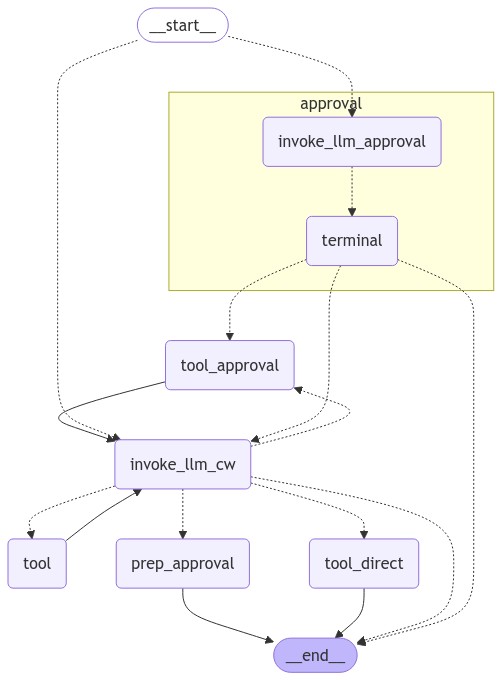 __start__
approval
invoke_llm_approval
terminal
tool_approval
invoke_llm_cw
tool
prep_approval
tool_direct
__end__